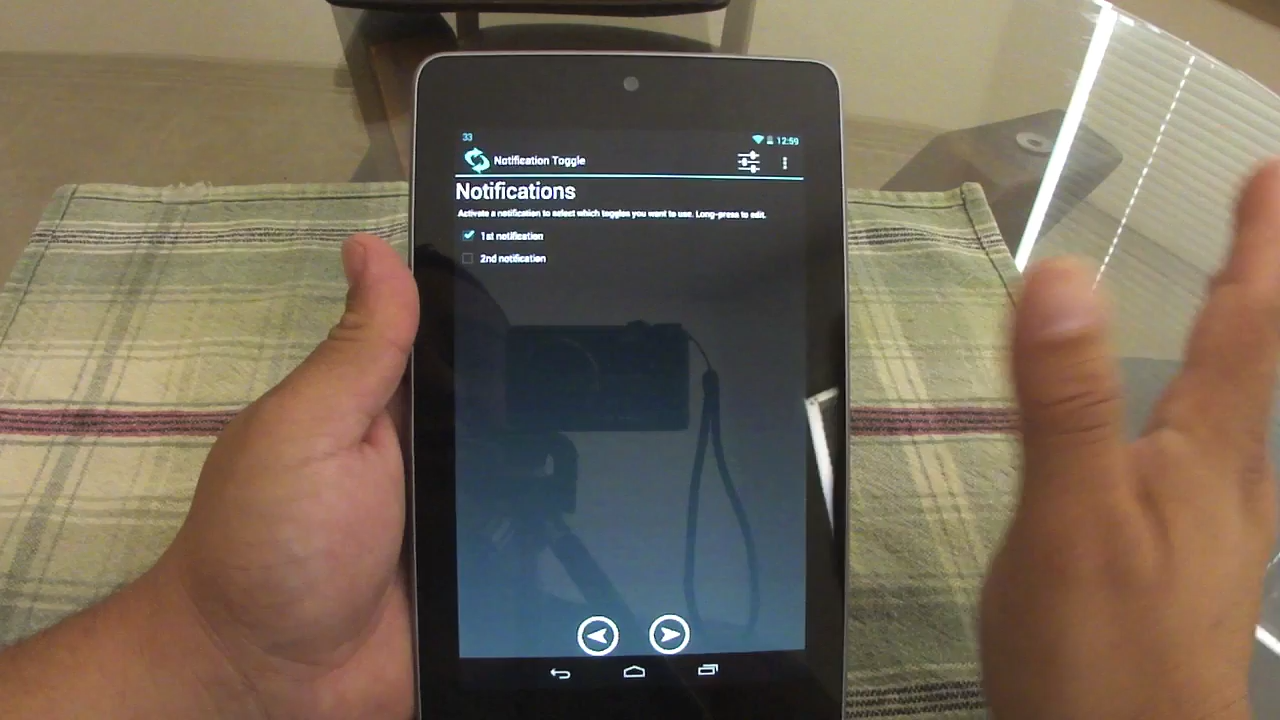 33
12:59
Notification Toggle
Notifications
Activate a notification to select which toggles you want to use. Long-press to edit.
1st notification
2nd notification